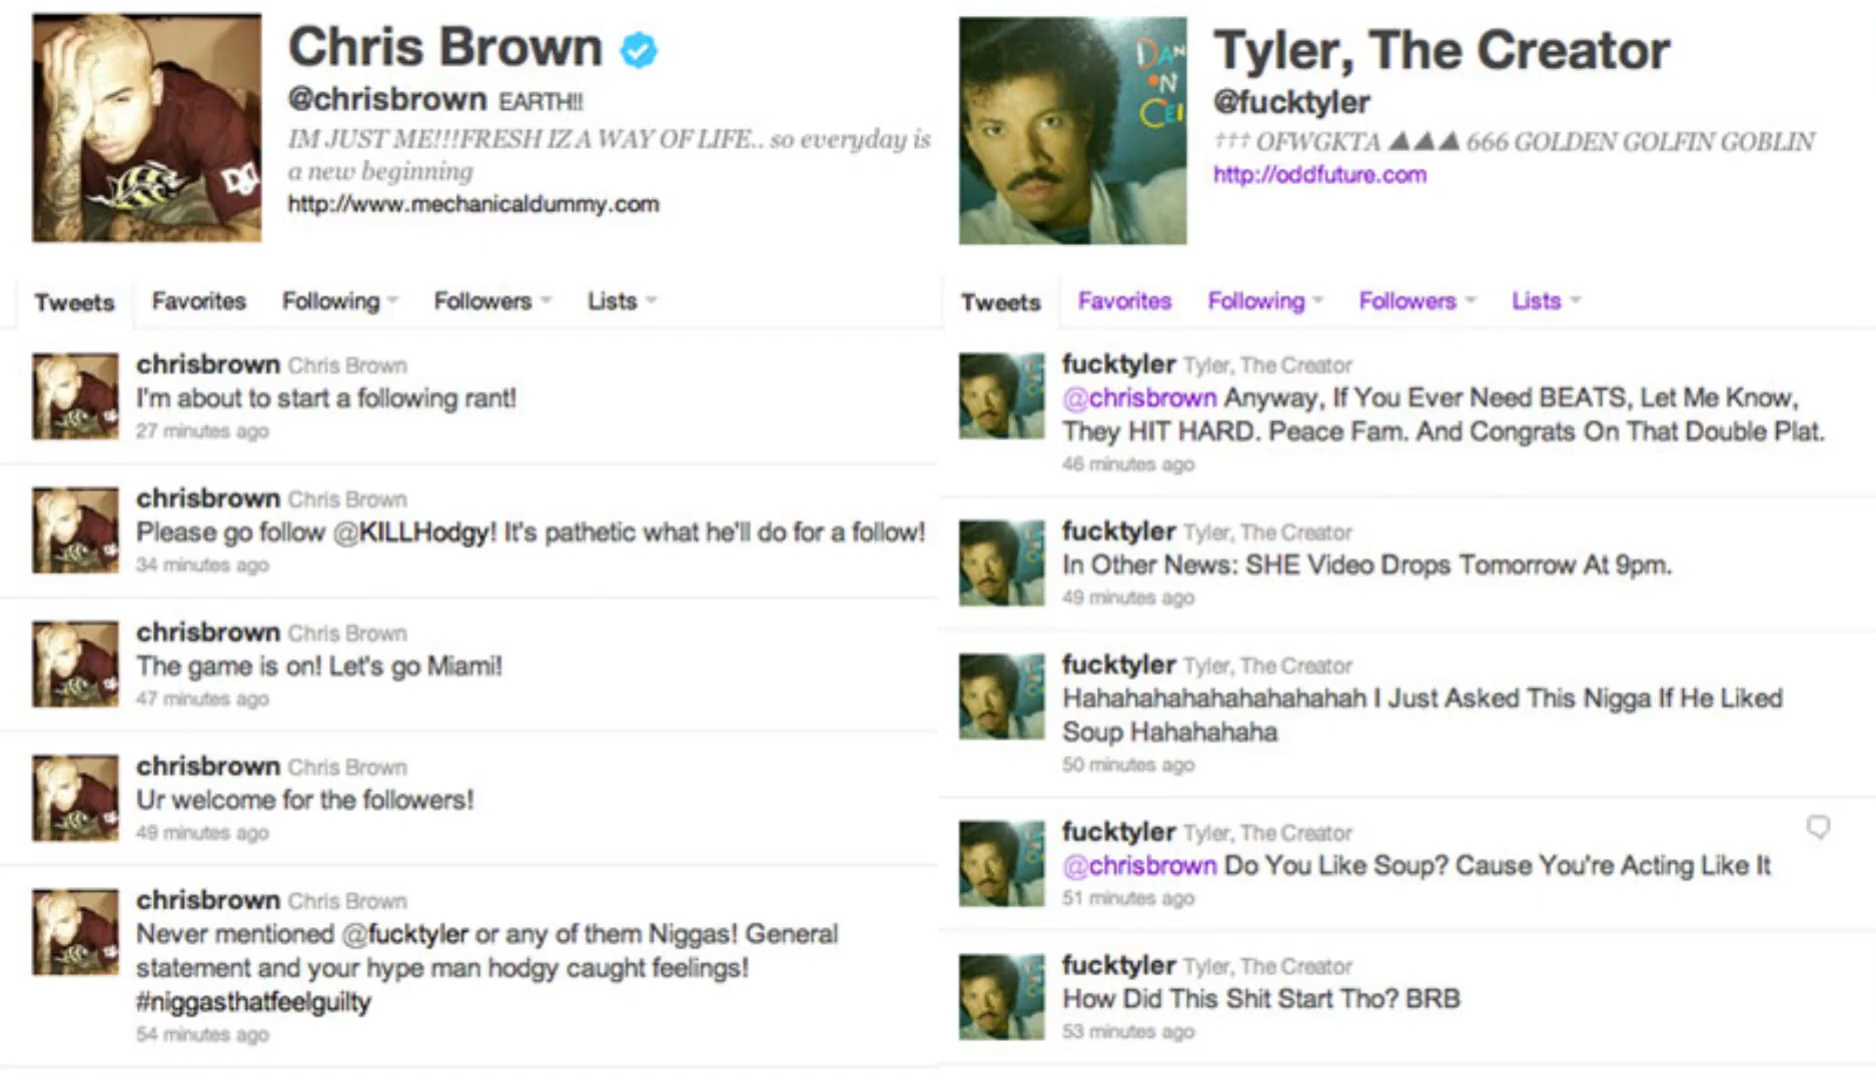 Chris Brown
@chrisbrown EARTH!!
IM JUST ME!!!FRESH IZ A WAY OF LIFE.. so everyday is
a new beginning
http://www.mechanicaldummy.com
Tweets Favorites Following Followers Lists
chrisbrown Chris Brown
I'm about to start a following rant!
27 minutes ago
chrisbrown Chris Brown
Please go follow @KILLHodgy! It's pathetic what he'll do for a follow!
34 minutes ago
chrisbrown Chris Brown
The game is on! Let's go Miami!
47 minutes ago
chrisbrown Chris Brown
Ur welcome for the followers!
49 minutes ago
chrisbrown Chris Brown
Never mentioned @fucktyler or any of them Niggas! General
statement and your hype man hodgy caught feelings!
#niggasthatfeelguilty
54 minutes ago
DAN
ON
CEI
Tyler, The Creator
@fucktyler
††† OFWGKTA ▲▲▲ 666 GOLDEN GOLFIN GOBLIN
http://oddfuture.com
Tweets Favorites Following Followers Lists
fucktyler Tyler, The Creator
@chrisbrown Anyway, If You Ever Need BEATS, Let Me Know,
They HIT HARD. Peace Fam. And Congrats On That Double Plat.
46 minutes ago
fucktyler Tyler, The Creator
In Other News: SHE Video Drops Tomorrow At 9pm.
49 minutes ago
fucktyler Tyler, The Creator
Hahahahahahahahahahah I Just Asked This Nigga If He Liked
Soup Hahahahaha
50 minutes ago
fucktyler Tyler, The Creator
@chrisbrown Do You Like Soup? Cause You're Acting Like It
51 minutes ago
fucktyler Tyler, The Creator
How Did This Shit Start Tho? BRB
53 minutes ago